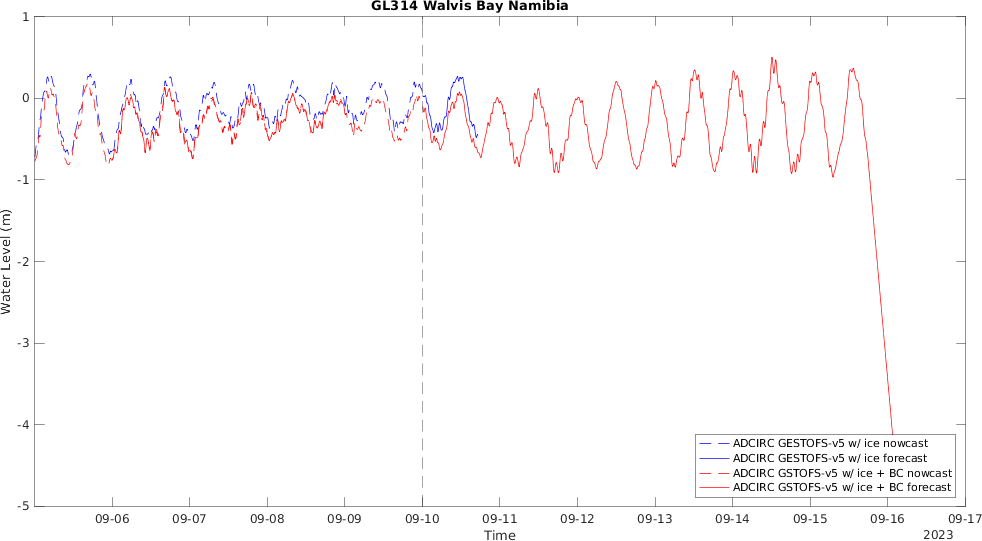 GL314 Walvis Bay Namibia
1
0
-1
-2
-3
-4
-5
Water Level (m)
ADCIRC GESTOFS-v5 w/ ice nowcast
ADCIRC GESTOFS-v5 w/ ice forecast
ADCIRC GSTOFS-v5 w/ ice + BC nowcast
ADCIRC GSTOFS-v5 w/ ice + BC forecast
09-06 09-07 09-08 09-09 09-10 09-11 09-12 09-13 09-14 09-15 09-16 09-17
Time
2023